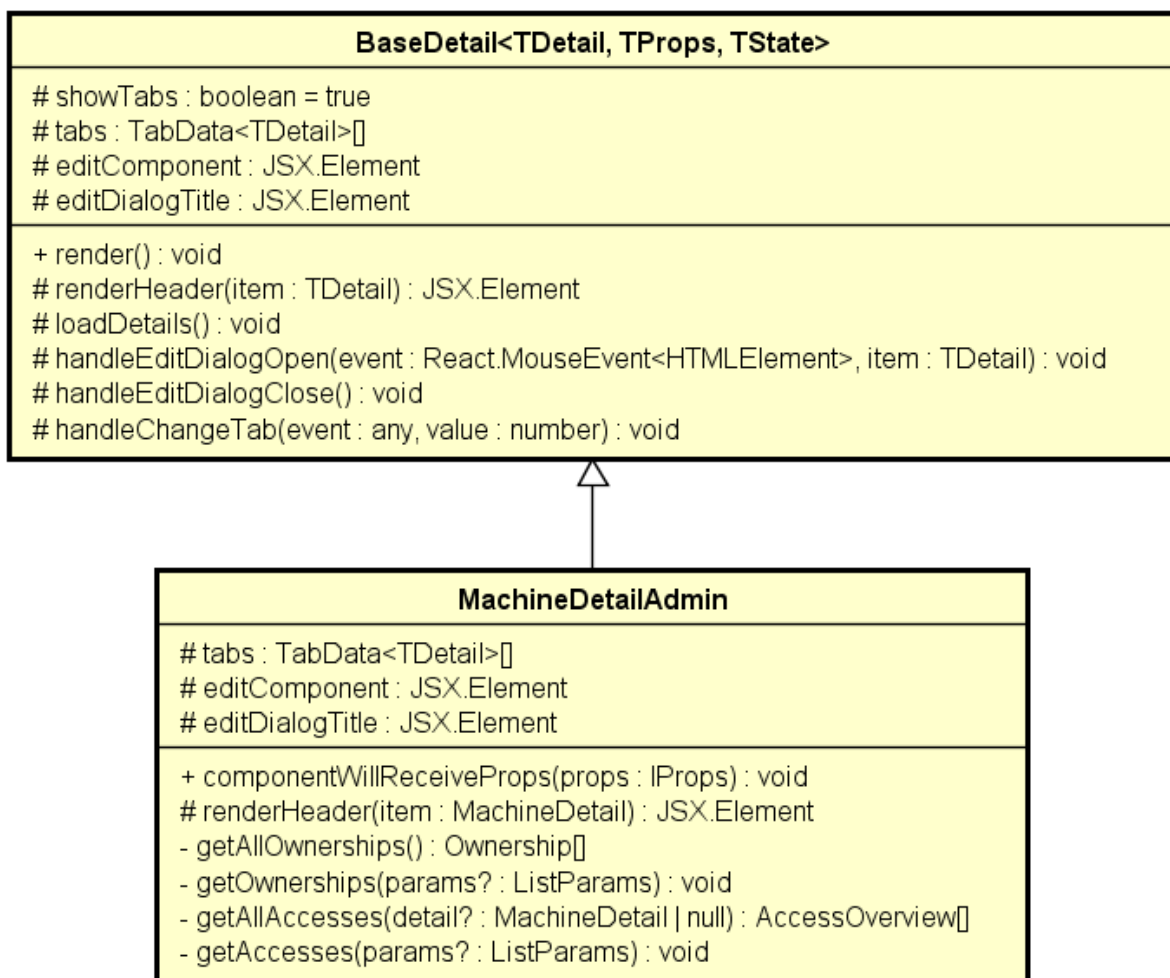 BaseDetail<TDetail, TProps, TState>
# showTabs : boolean = true
# tabs : TabData<TDetail>[]
# editComponent : JSX.Element
# editDialogTitle : JSX.Element
+ render() : void
# renderHeader(item : TDetail) : JSX.Element
# loadDetails() : void
# handleEditDialogOpen(event : React.MouseEvent<HTMLElement>, item : TDetail) : void
# handleEditDialogClose() : void
# handleChangeTab(event : any, value : number) : void
MachineDetailAdmin
# tabs : TabData<TDetail>[]
# editComponent : JSX.Element
# editDialogTitle : JSX.Element
+ componentWillReceiveProps(props : IProps) : void
# renderHeader(item : MachineDetail) : JSX.Element
- getAllOwnerships() : Ownership[]
- getOwnerships(params? : ListParams) : void
- getAllAccesses(detail? : MachineDetail | null) : AccessOverview[]
- getAccesses(params? : ListParams) : void